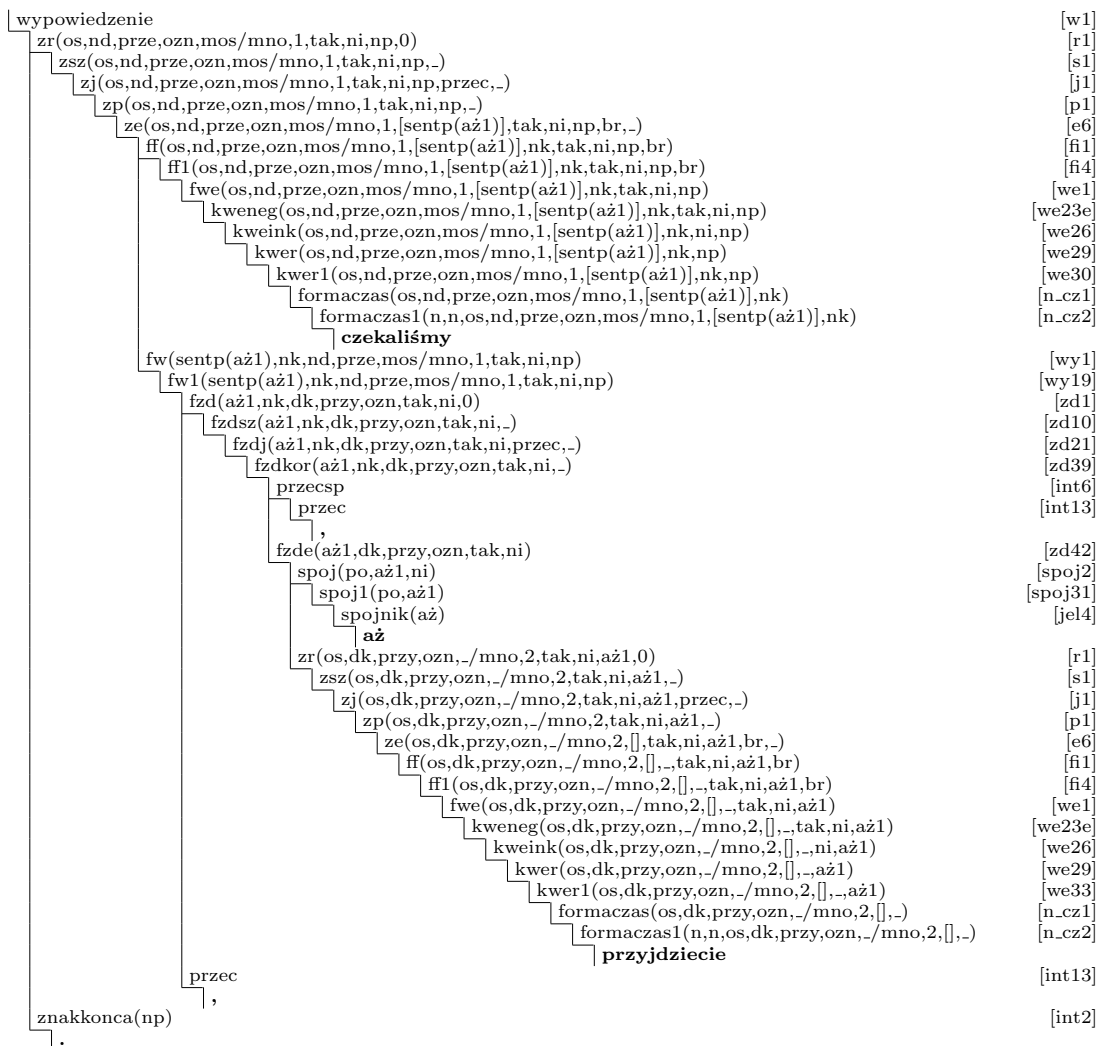 wypowiedzenie [w1]
zr(os,nd,prze,ozn,mos/mno,1,tak,ni,np,0) [r1]
zsz(os,nd,prze,ozn,mos/mno,1,tak,ni,np,_) [s1]
zj(os,nd,prze,ozn,mos/mno,1,tak,ni,np,przec,_) [j1]
zp(os,nd,prze,ozn,mos/mno,1,tak,ni,np,_) [p1]
ze(os,nd,prze,ozn,mos/mno,1,[sentp(aż1)],tak,ni,np,br,_) [e6]
ff(os,nd,prze,ozn,mos/mno,1,[sentp(aż1)],nk,tak,ni,np,br) [fi1]
ff1(os,nd,prze,ozn,mos/mno,1,[sentp(aż1)],nk,tak,ni,np,br) [fi4]
fwe(os,nd,prze,ozn,mos/mno,1,[sentp(aż1)],nk,tak,ni,np) [we1]
kweneg(os,nd,prze,ozn,mos/mno,1,[sentp(aż1)],nk,tak,ni,np) [we23e]
kweink(os,nd,prze,ozn,mos/mno,1,[sentp(aż1)],nk,ni,np) [we26]
kwer(os,nd,prze,ozn,mos/mno,1,[sentp(aż1)],nk,np) [we29]
kwer1(os,nd,prze,ozn,mos/mno,1,[sentp(aż1)],nk,np) [we30]
formaczas(os,nd,prze,ozn,mos/mno,1,[sentp(aż1)],nk) [n_cz1]
formaczas1(n,n,os,nd,prze,ozn,mos/mno,1,[sentp(aż1)],nk) [n_cz2]
czekaliśmy
fw(sentp(aż1),nk,nd,prze,mos/mno,1,tak,ni,np) [wy1]
fw1(sentp(aż1),nk,nd,prze,mos/mno,1,tak,ni,np) [wy19]
fzd(aż1,nk,dk,przy,ozn,tak,ni,0) [zd1]
fzdsz(aż1,nk,dk,przy,ozn,tak,ni,_) [zd10]
fzdj(aż1,nk,dk,przy,ozn,tak,ni,przec,_) [zd21]
fzdkor(aż1,nk,dk,przy,ozn,tak,ni,_) [zd39]
przecsp [int6]
przec [int13]
,
fzde(aż1,dk,przy,ozn,tak,ni) [zd42]
spoj(po,aż1,ni) [spoj2]
spoj1(po,aż1) [spoj31]
spojnik(aż) [jel4]
aż
zr(os,dk,przy,ozn,_/mno,2,tak,ni,aż1,0) [r1]
zsz(os,dk,przy,ozn,_/mno,2,tak,ni,aż1,_) [s1]
zj(os,dk,przy,ozn,_/mno,2,tak,ni,aż1,przec,_) [j1]
zp(os,dk,przy,ozn,_/mno,2,tak,ni,aż1,_) [p1]
ze(os,dk,przy,ozn,_/mno,2,[],tak,ni,aż1,br,_) [e6]
ff(os,dk,przy,ozn,_/mno,2,[],_,tak,ni,aż1,br) [fi1]
ff1(os,dk,przy,ozn,_/mno,2,[],_,tak,ni,aż1,br) [fi4]
fwe(os,dk,przy,ozn,_/mno,2,[],_,tak,ni,aż1) [we1]
kweneg(os,dk,przy,ozn,_/mno,2,[],_,tak,ni,aż1) [we23e]
kweink(os,dk,przy,ozn,_/mno,2,[],_,ni,aż1) [we26]
kwer(os,dk,przy,ozn,_/mno,2,[],_,aż1) [we29]
kwer1(os,dk,przy,ozn,_/mno,2,[],_,aż1) [we33]
formaczas(os,dk,przy,ozn,_/mno,2,[],_) [n_cz1]
formaczas1(n,n,os,dk,przy,ozn,_/mno,2,[],_) [n_cz2]
przyjdziecie
przec [int13]
,
znakkonca(np) [int2]
.